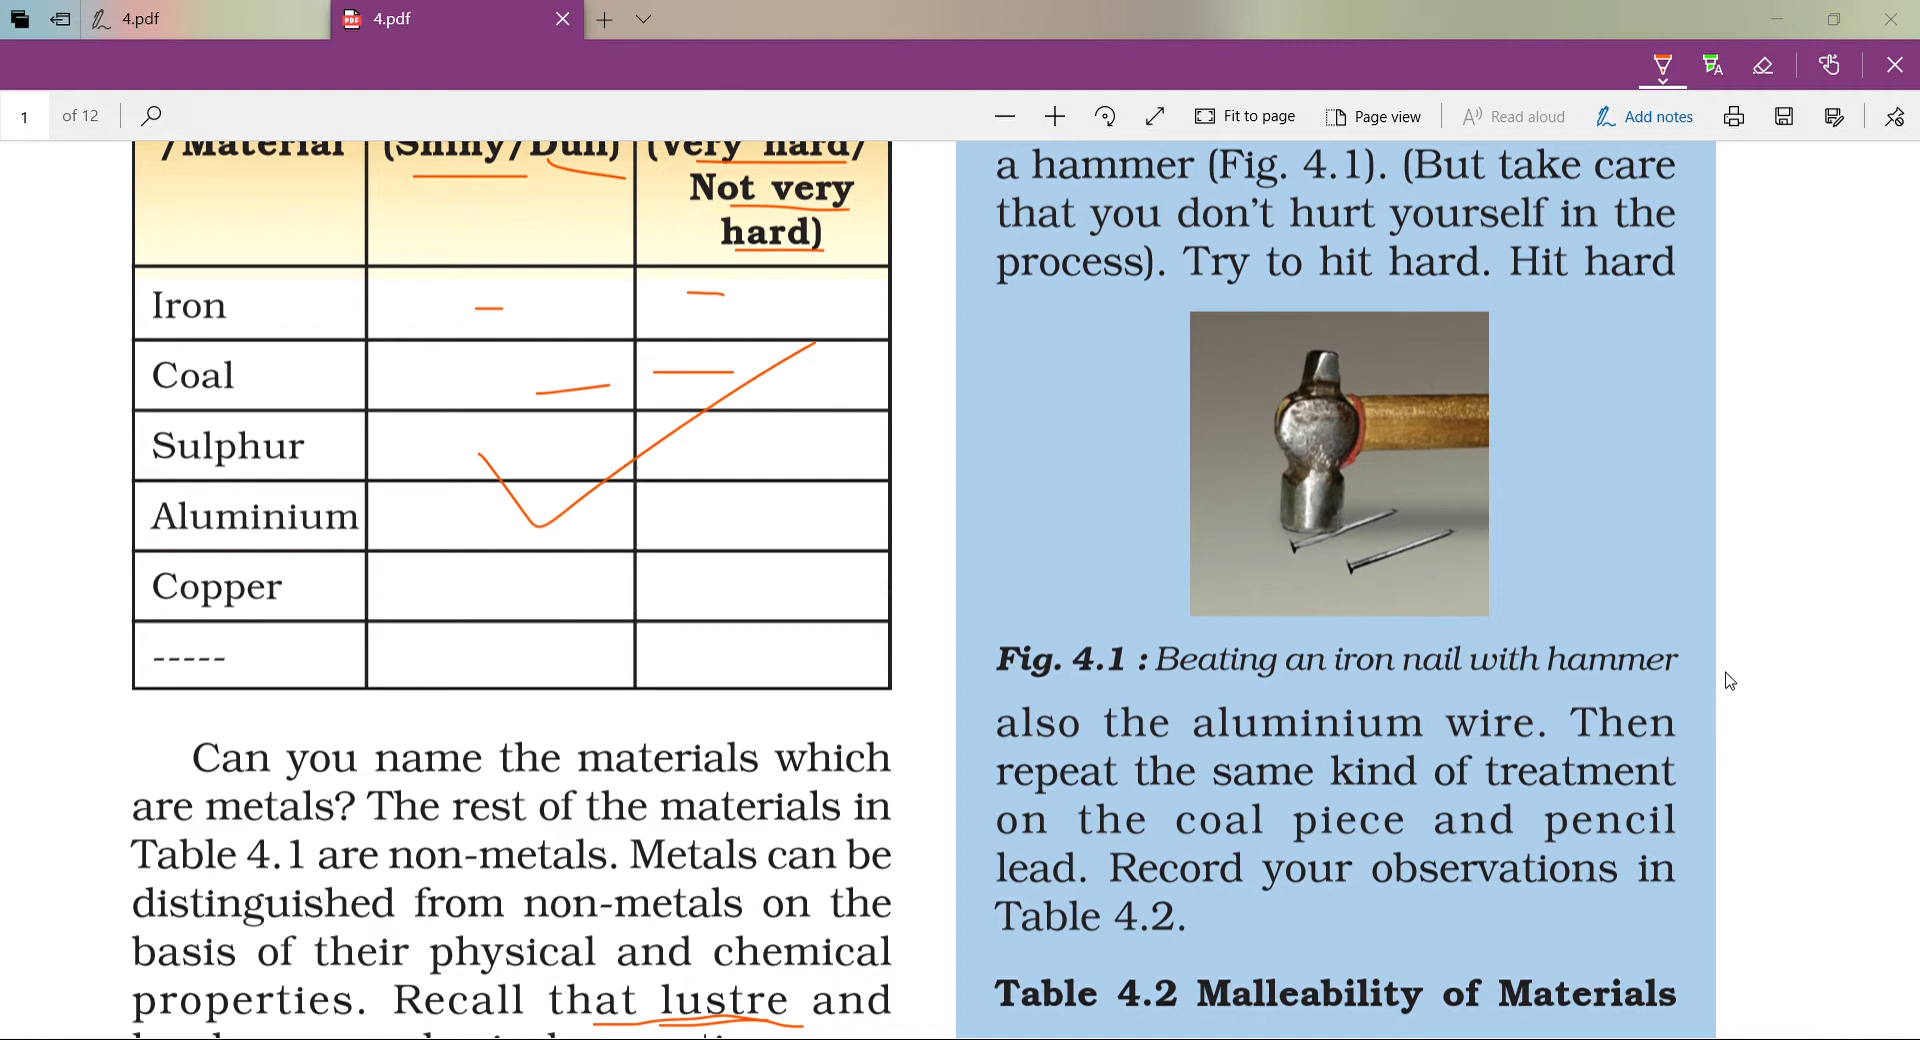 4.pdf
4.pdf
1 of 12
Fit to page
Page view
Read aloud
Add notes
/Material
(Shiny/Dull)
(Very hard/
Not very
hard)
Iron
Coal
Sulphur
Aluminium
Copper
-----
Can you name the materials which
are metals? The rest of the materials in
Table 4.1 are non-metals. Metals can be
distinguished from non-metals on the
basis of their physical and chemical
properties. Recall that lustre and
a hammer (Fig. 4.1). (But take care
that you don't hurt yourself in the
process). Try to hit hard. Hit hard
Fig. 4.1 : Beating an iron nail with hammer
also the aluminium wire. Then
repeat the same kind of treatment
on the coal piece and pencil
lead. Record your observations in
Table 4.2.
Table 4.2 Malleability of Materials